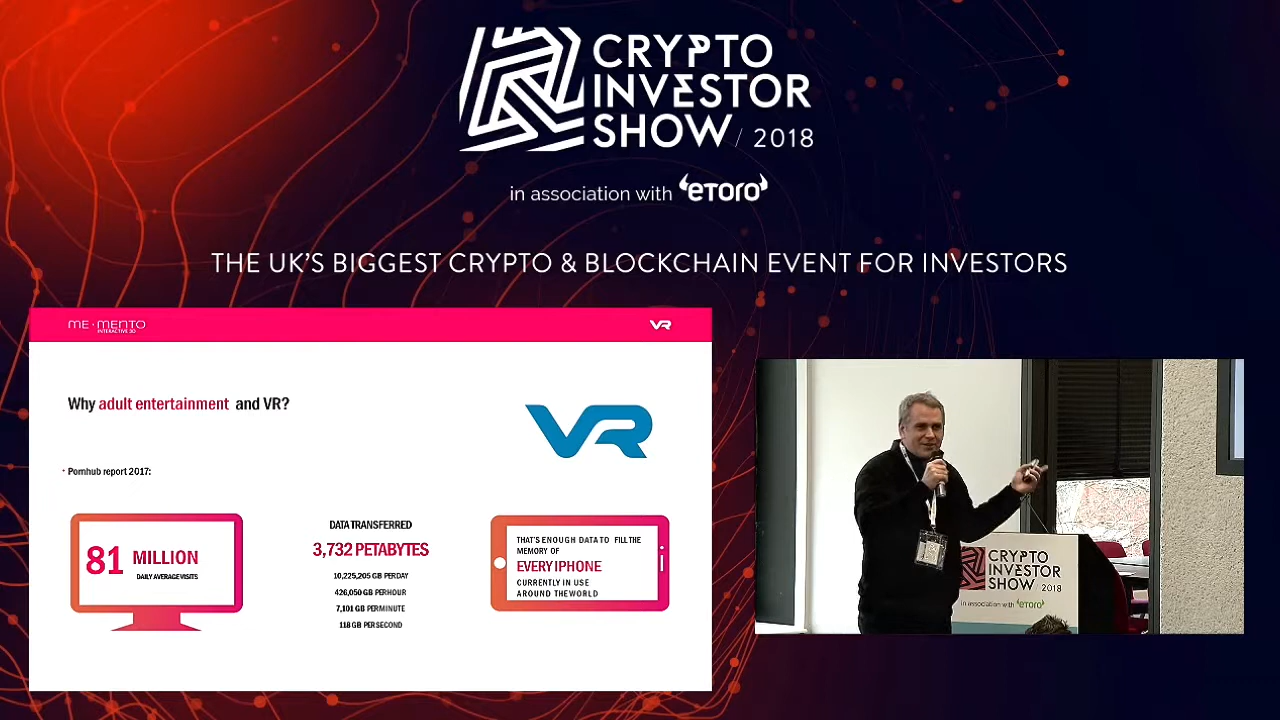 CRYPTO
INVESTOR
SHOW / 2018
in association with eToro
THE UK'S BIGGEST CRYPTO & BLOCKCHAIN EVENT FOR INVESTORS
ME·MENTO
INTERACTIVE 3D
VR
Why adult entertainment and VR?
VR
• Pornhub report 2017:
81 MILLION
DAILY AVERAGE VISITS
DATA TRANSFERRED
3,732 PETABYTES
10,225,205 GB PER DAY
426,050 GB PER HOUR
7,101 GB PER MINUTE
118 GB PER SECOND
THAT'S ENOUGH DATA TO FILL THE
MEMORY OF
EVERY IPHONE
CURRENTLY IN USE
AROUND THE WORLD
CRYPTO
INVESTOR
SHOW 2018
in association with eToro